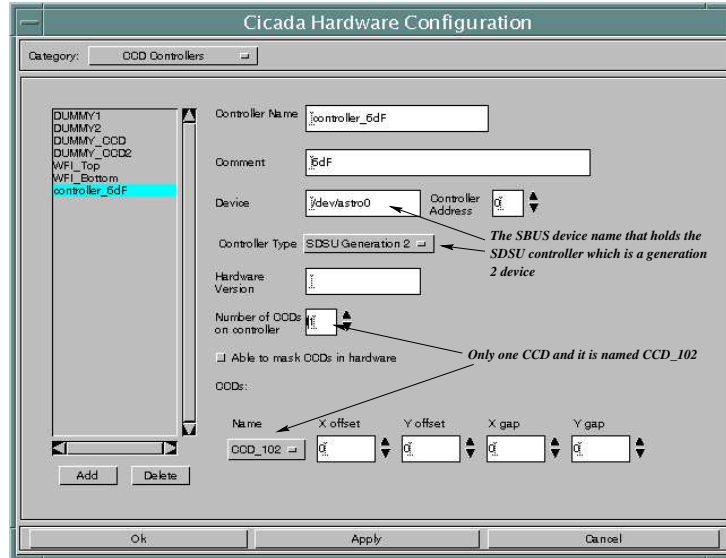 Cicada Hardware Configuration
Category: CCD Controllers
DUMMY1
DUMMY2
DUMMY_CCD
DUMMY_CCD2
WFI_Top
WFI_Bottom
controller_6dF
Controller Name controller_6dF
Comment 6dF
Device /dev/astro0 Controller Address 0
The SBUS device name that holds the
SDSU controller which is a generation
2 device
Controller Type SDSU Generation 2
Hardware
Version
Number of CCDs
on controller 1
Able to mask CCDs in hardware
Only one CCD and it is named CCD_102
CCDs:
Name X offset Y offset X gap Y gap
CCD_102 0 0 0 0
Add Delete
Ok Apply Cancel